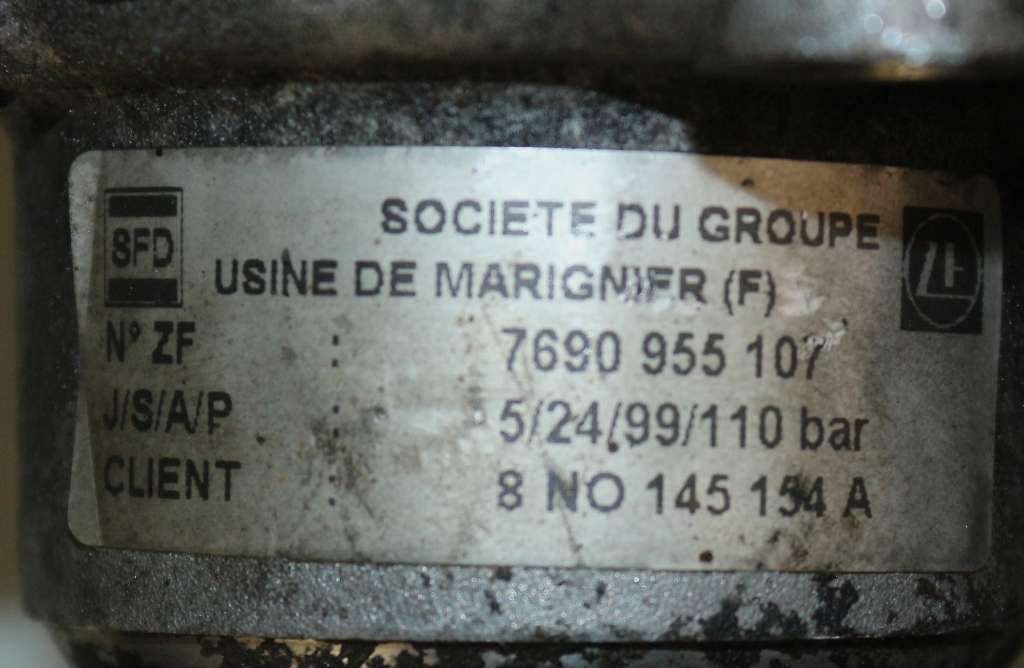 SFD
SOCIETE DU GROUPE ZF
USINE DE MARIGNIER (F)
N° ZF : 7690 955 107
J/S/A/P : 5/24/99/110 bar
CLIENT : 8 NO 145 154 A